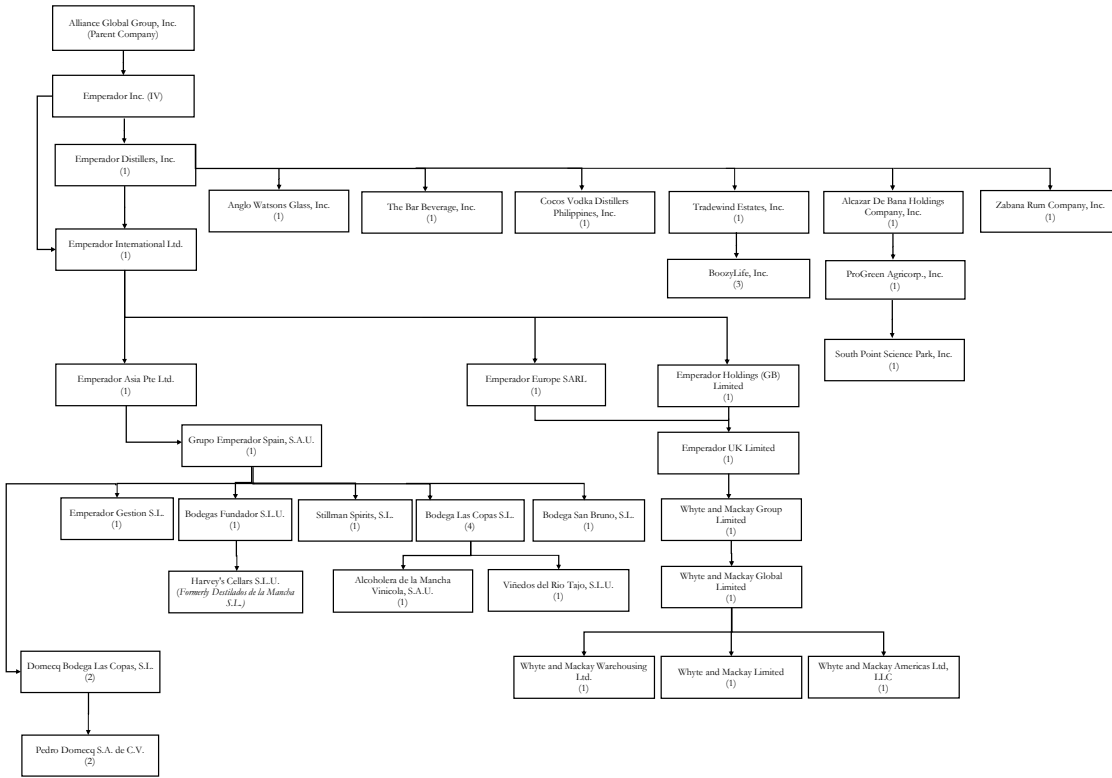 Alliance Global Group, Inc.
(Parent Company)
Emperador Inc. (IV)
Emperador Distillers, Inc.
(1)
Anglo Watsons Glass, Inc.
(1)
The Bar Beverage, Inc.
(1)
Cocos Vodka Distillers
Philippines, Inc.
(1)
Tradewind Estates, Inc.
(1)
Alcazar De Bana Holdings
Company, Inc.
(1)
Zabana Rum Company, Inc.
(1)
Emperador International Ltd.
(1)
BoozyLife, Inc.
(3)
ProGreen Agricorp., Inc.
(1)
South Point Science Park, Inc.
(1)
Emperador Asia Pte Ltd.
(1)
Emperador Europe SARL
(1)
Emperador Holdings (GB)
Limited
(1)
Grupo Emperador Spain, S.A.U.
(1)
Emperador UK Limited
(1)
Emperador Gestion S.L.
(1)
Bodegas Fundador S.L.U.
(1)
Stillman Spirits, S.L.
(1)
Bodega Las Copas S.L.
(4)
Bodega San Bruno, S.L.
(1)
Whyte and Mackay Group
Limited
(1)
Harvey's Cellars S.L.U.
(Formerly Destilados de la Mancha
S.L.)
Alcoholera de la Mancha
Vinicola, S.A.U.
(1)
Viñedos del Rio Tajo, S.L.U.
(1)
Whyte and Mackay Global
Limited
(1)
Domecq Bodega Las Copas, S.L.
(2)
Whyte and Mackay Warehousing
Ltd.
(1)
Whyte and Mackay Limited
(1)
Whyte and Mackay Americas Ltd,
LLC
(1)
Pedro Domecq S.A. de C.V.
(2)